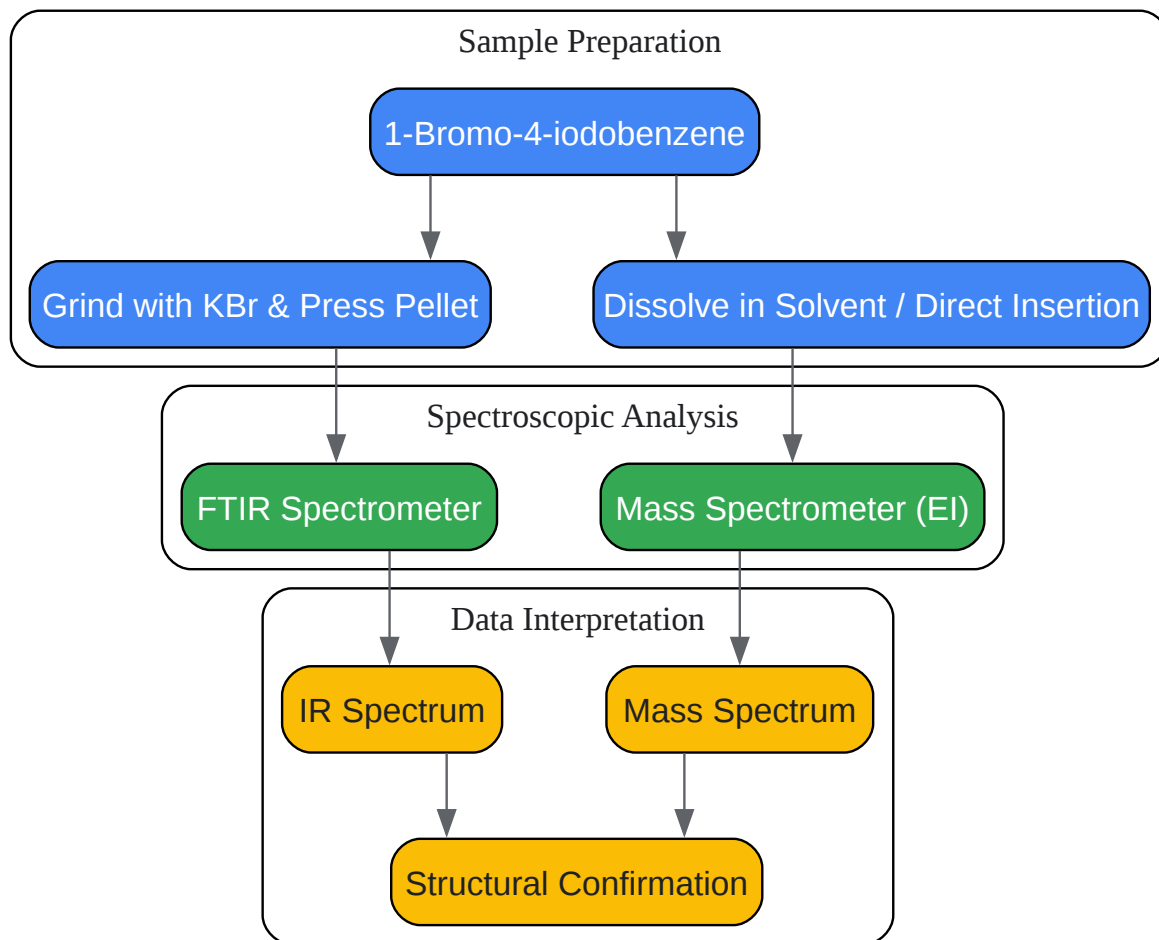 Sample Preparation
1-Bromo-4-iodobenzene
Grind with KBr & Press Pellet
Dissolve in Solvent / Direct Insertion
Spectroscopic Analysis
FTIR Spectrometer
Mass Spectrometer (EI)
Data Interpretation
IR Spectrum
Mass Spectrum
Structural Confirmation